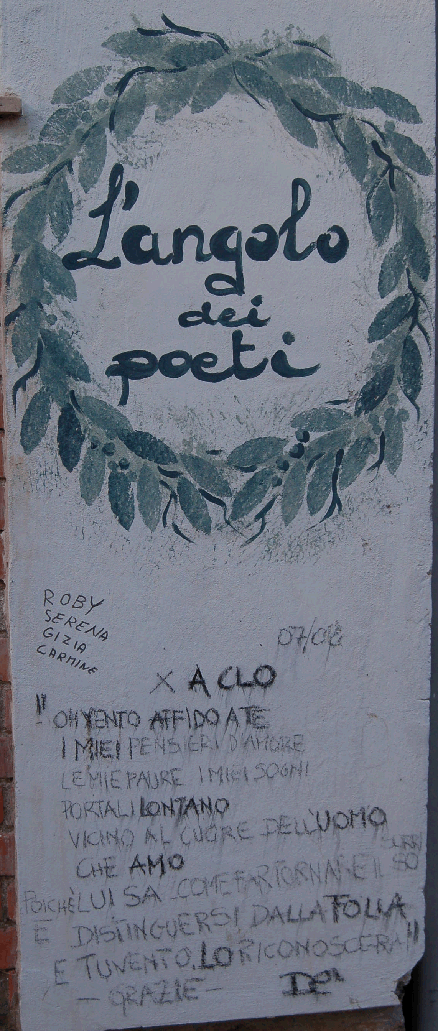 L'angolo
dei
poeti
ROBY
SERENA
GIZIA
CARMINE
07/08
X A CLO
"OH VENTO AFFIDO A TE
I MIEI PENSIERI D'AMORE
LE MIE PAURE I MIEI SOGNI
PORTALI LONTANO
VICINO AL CUORE DELL'UOMO
CHE AMO
POICHÈ LUI SA COME FAR TORNARE IL SORRISO
E DISTINGUERSI DALLA FOLLA
E TU VENTO, LO RICONOSCERAI"
- GRAZIE -